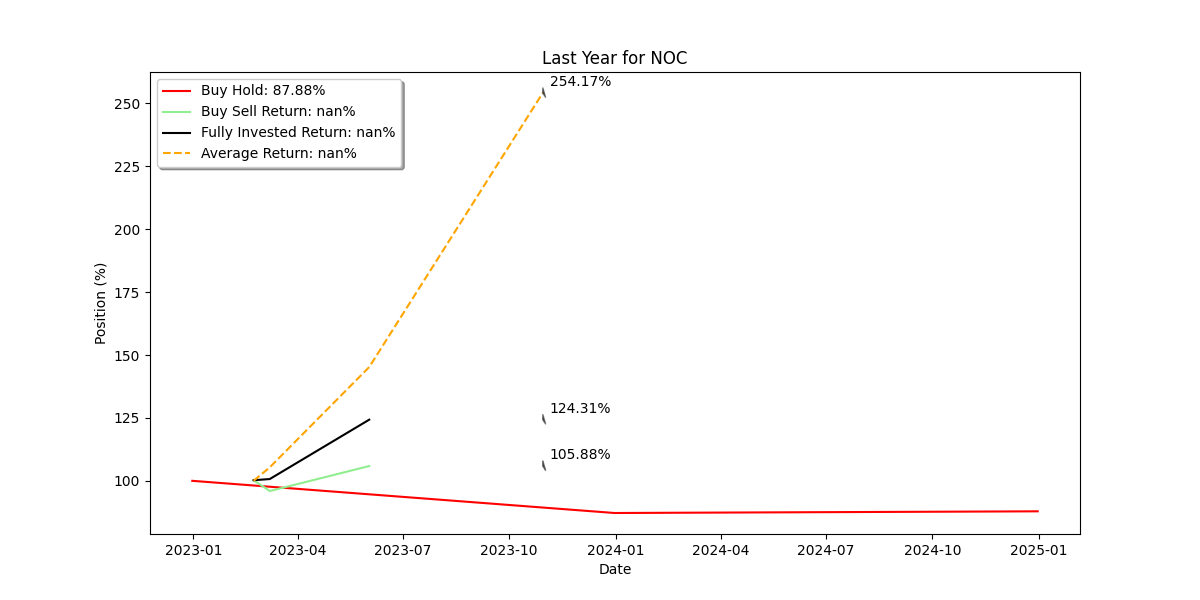 Last Year for NOC
Buy Hold: 87.88%
Buy Sell Return: nan%
Fully Invested Return: nan%
Average Return: nan%
254.17%
124.31%
105.88%
Position (%)
250
225
200
175
150
125
100
2023-01 2023-04 2023-07 2023-10 2024-01 2024-04 2024-07 2024-10 2025-01
Date